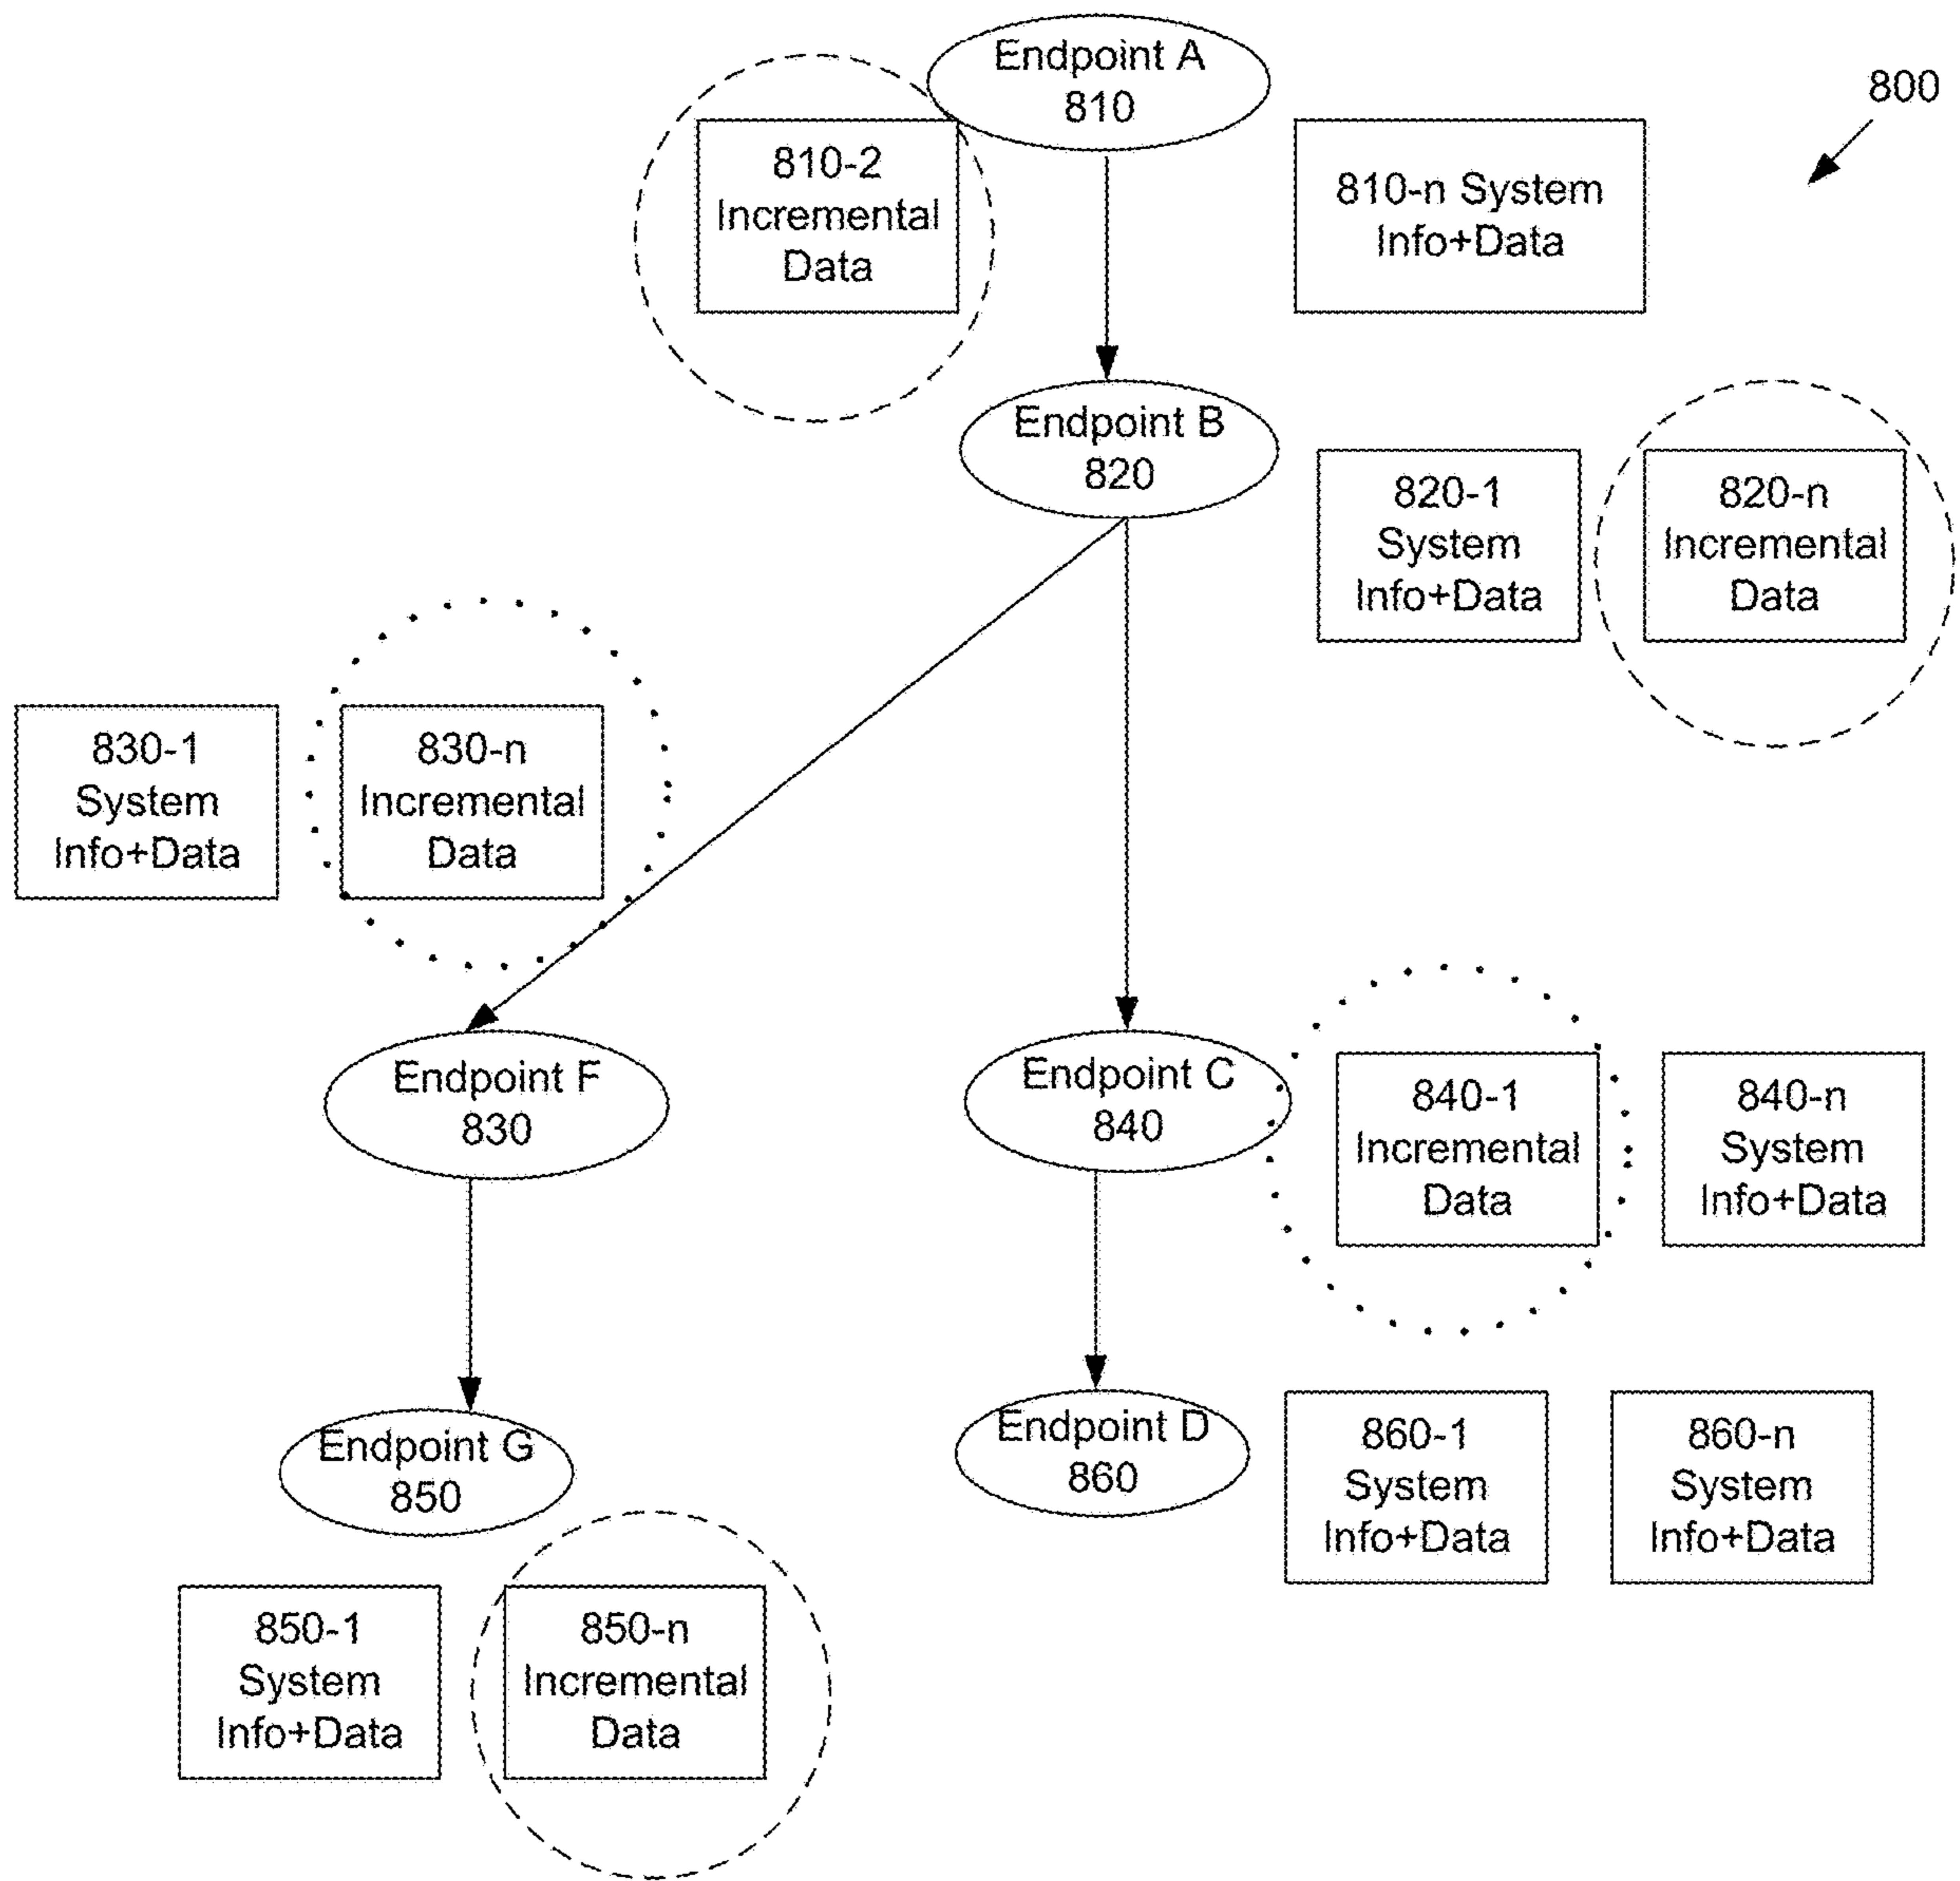 Endpoint A
810
800
810-2
Incremental
Data
810-n System
Info+Data
Endpoint B
820
820-1
System
Info+Data
820-n
Incremental
Data
830-1
System
Info+Data
830-n
Incremental
Data
Endpoint F
830
Endpoint C
840
840-1
Incremental
Data
840-n
System
Info+Data
Endpoint G
850
Endpoint D
860
860-1
System
Info+Data
860-n
System
Info+Data
850-1
System
Info+Data
850-n
Incremental
Data